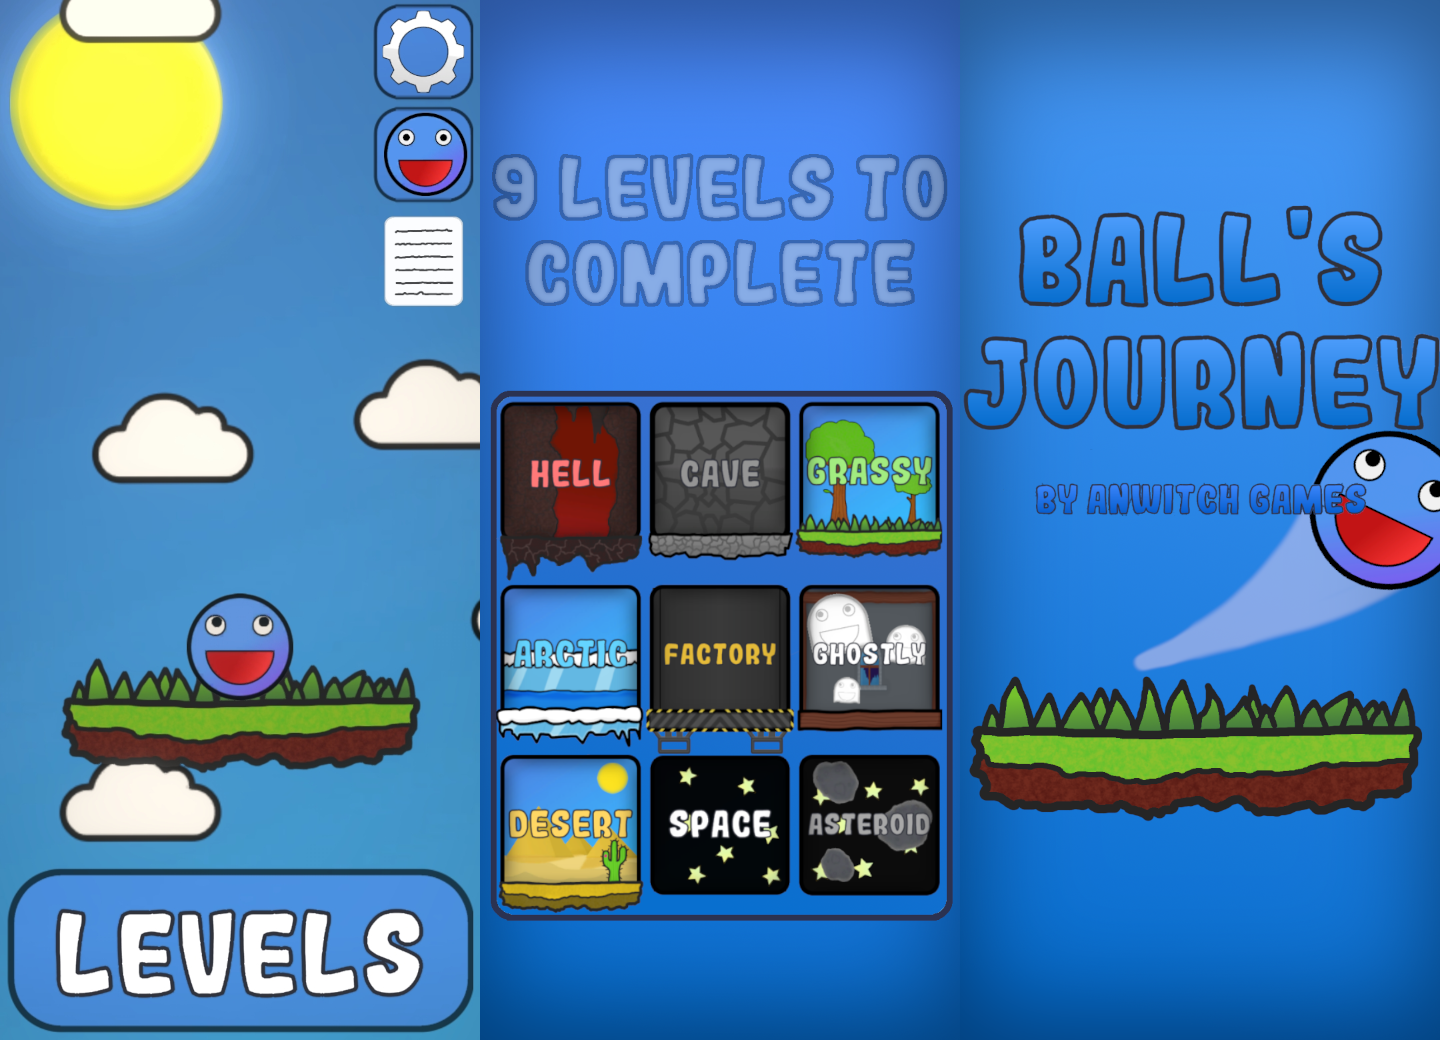 LEVELS
9 LEVELS TO
COMPLETE
HELL
CAVE
GRASSY
ARCTIC
FACTORY
GHOSTLY
DESERT
SPACE
ASTEROID
BALL'S
JOURNEY
BY ANWITCH GAMES